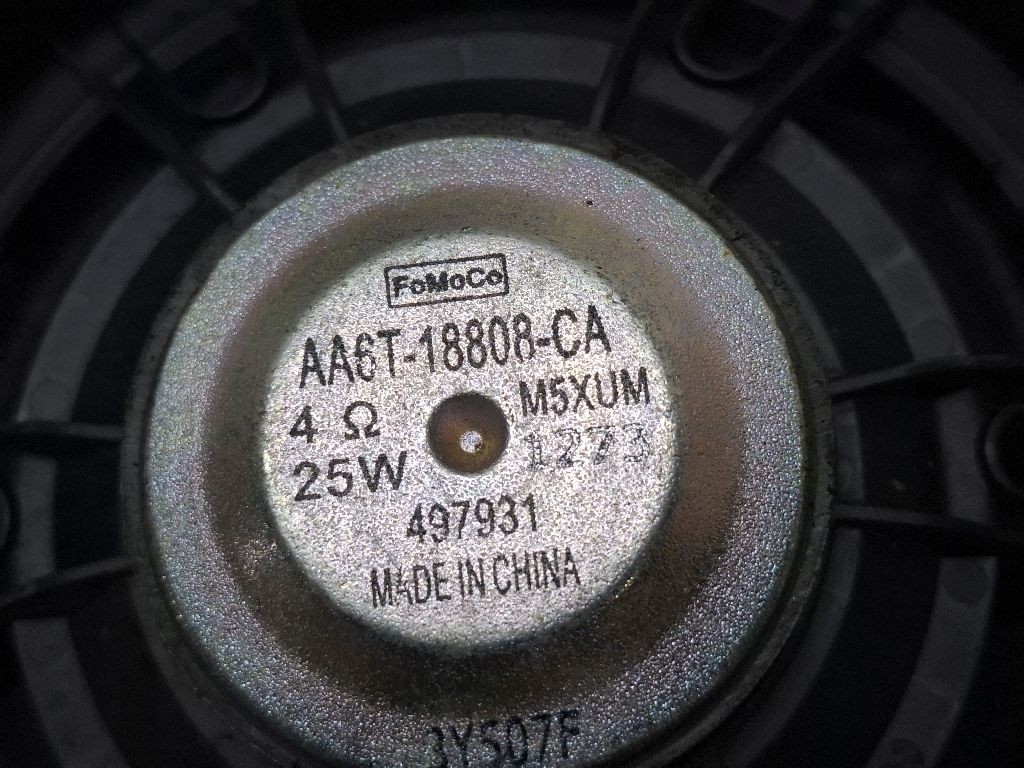 FoMoCo
AA6T-18808-CA
4 Ω
M5XUM
25W
1273
497931
MADE IN CHINA
3Y507F